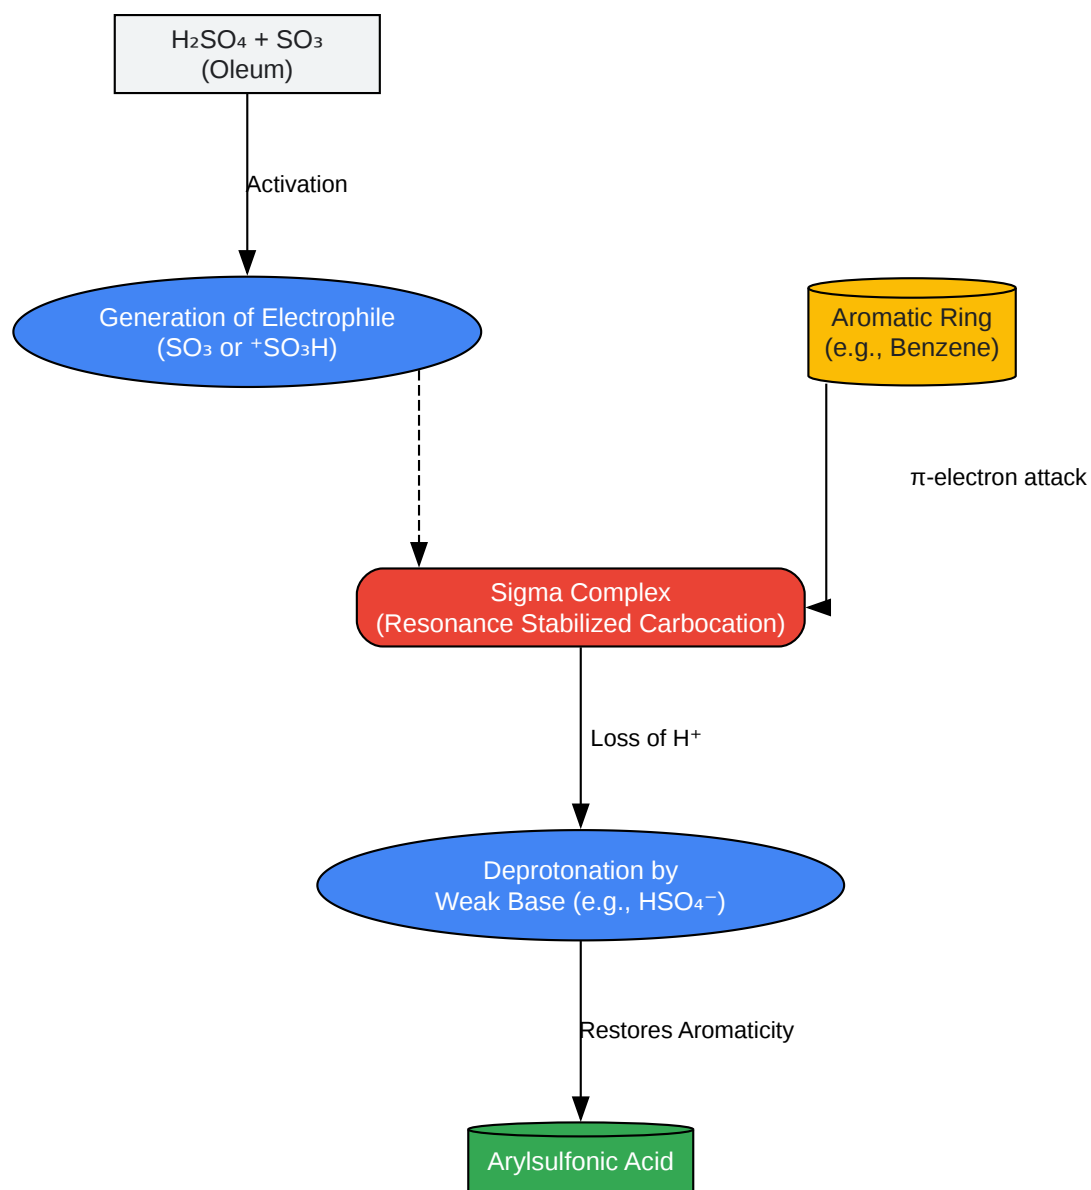 H₂SO₄ + SO₃
(Oleum)
Activation
Generation of Electrophile
(SO₃ or ⁺SO₃H)
Aromatic Ring
(e.g., Benzene)
π-electron attack
Sigma Complex
(Resonance Stabilized Carbocation)
Loss of H⁺
Deprotonation by
Weak Base (e.g., HSO₄⁻)
Restores Aromaticity
Arylsulfonic Acid